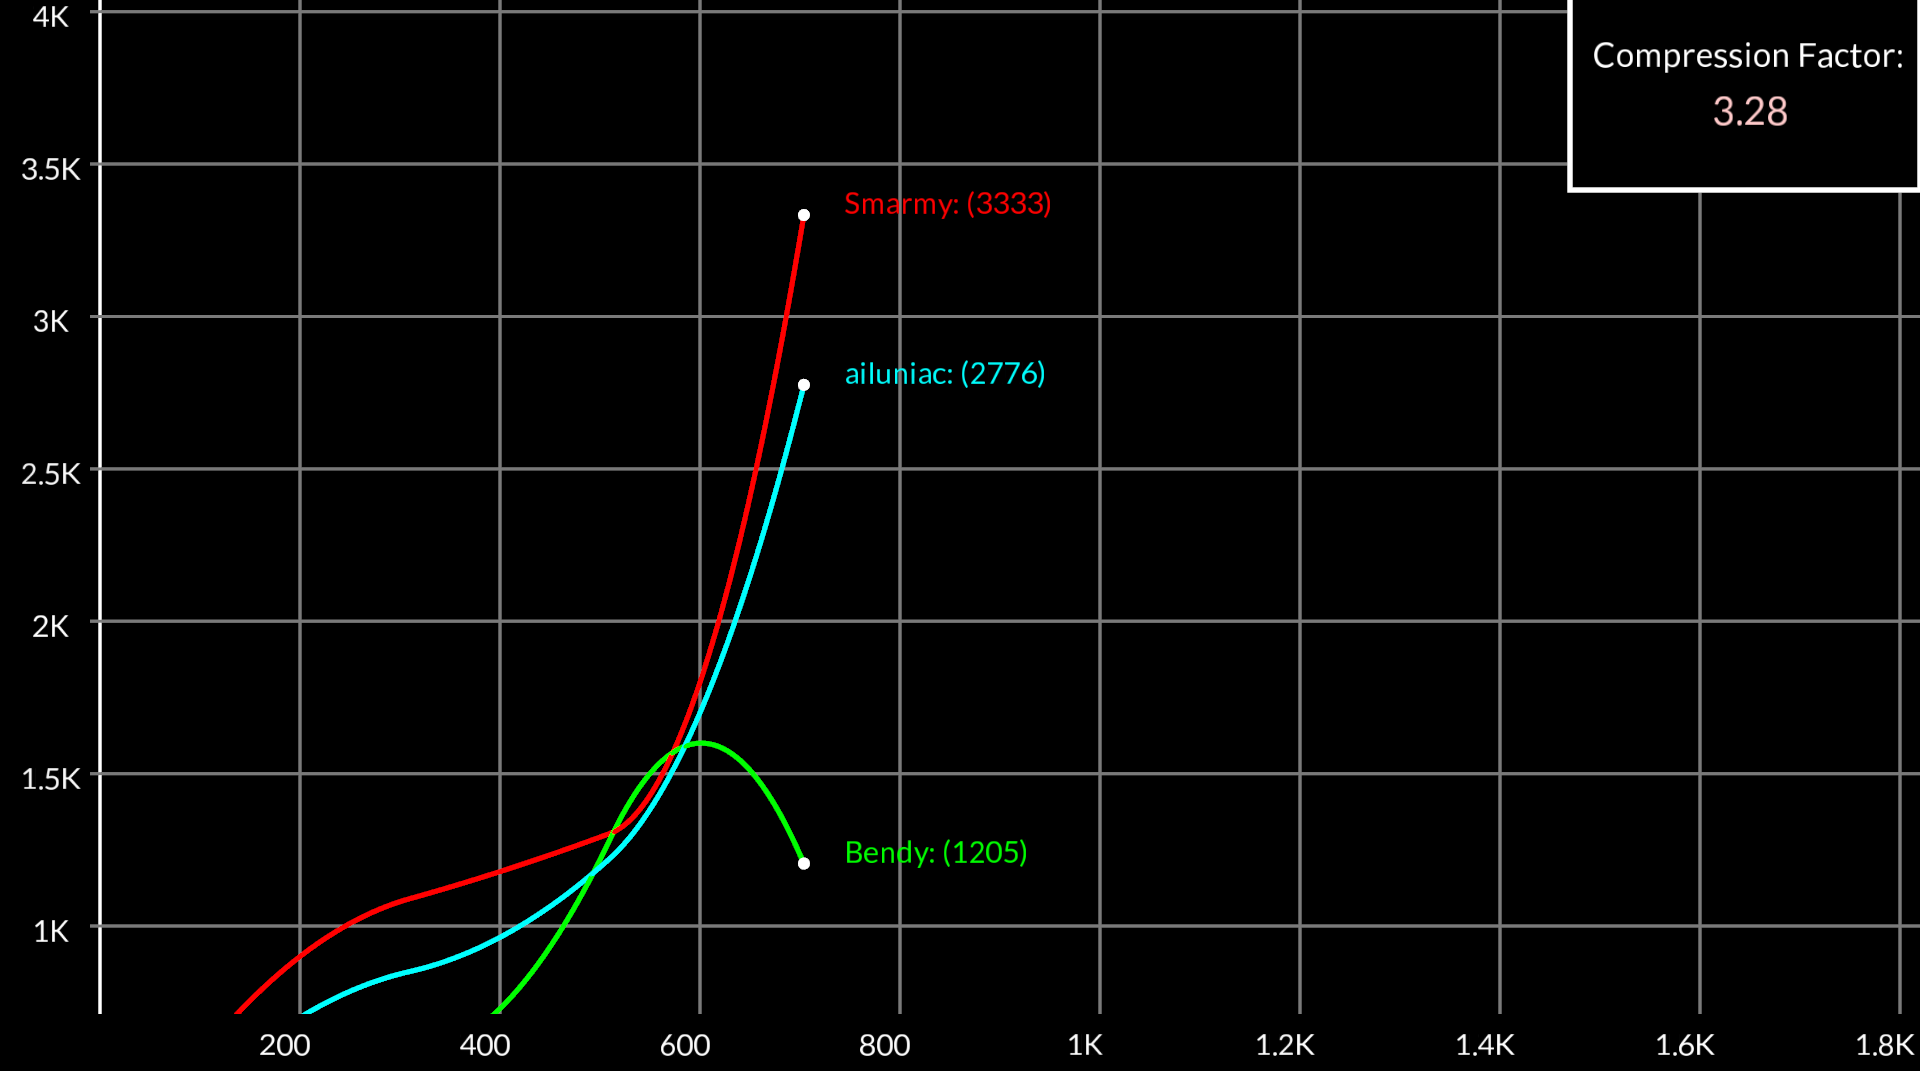 4K
3.5K
3K
2.5K
2K
1.5K
1K
Compression Factor:
3.28
Smarmy: (3333)
ailuniac: (2776)
Bendy: (1205)
200 400 600 800 1K 1.2K 1.4K 1.6K 1.8K